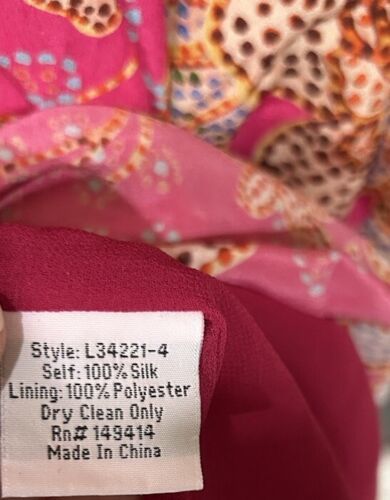 Style: L34221-4
Self: 100% Silk
Lining: 100% Polyester
Dry Clean Only
Rn# 149414
Made In China